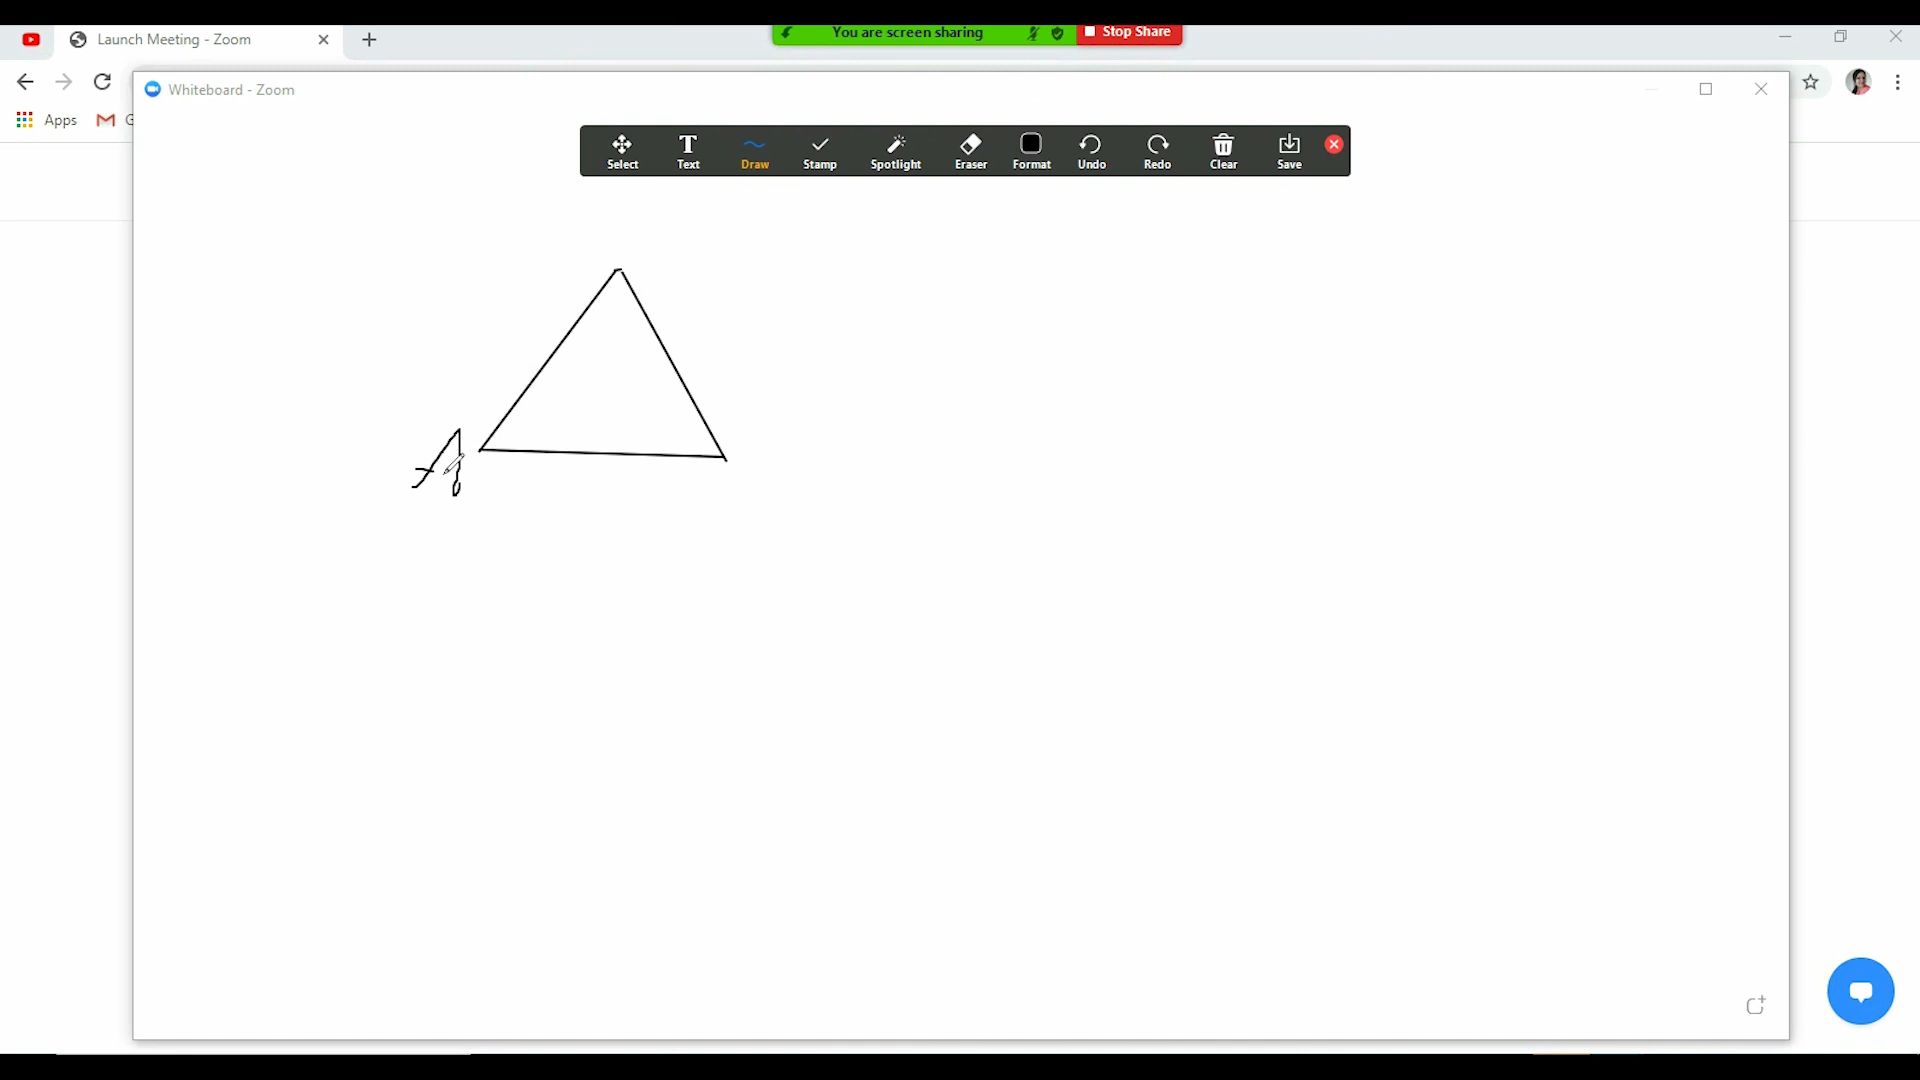 Launch Meeting - Zoom
You are screen sharing
Stop Share
Whiteboard - Zoom
Apps
Select
Text
Draw
Stamp
Spotlight
Eraser
Format
Undo
Redo
Clear
Save
A